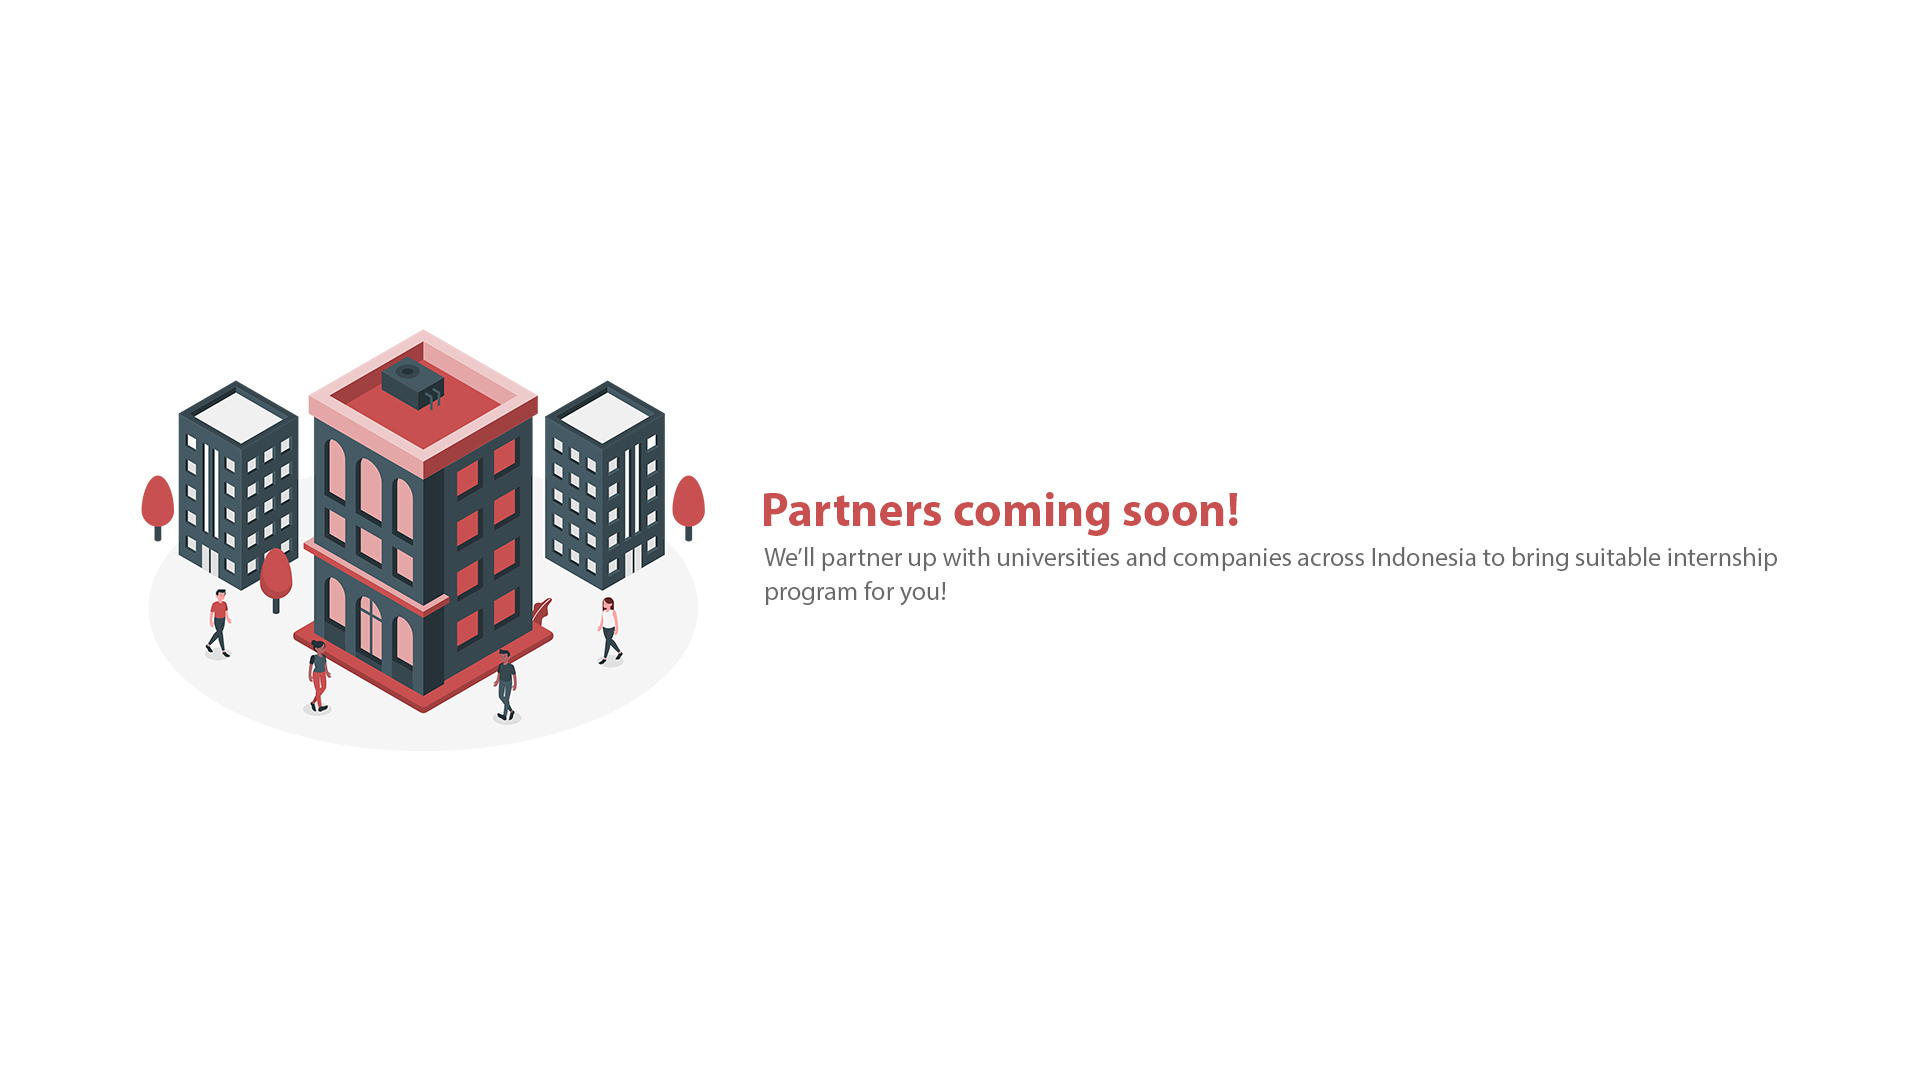 Partners coming soon!
We’ll partner up with universities and companies across Indonesia to bring suitable internship
program for you!